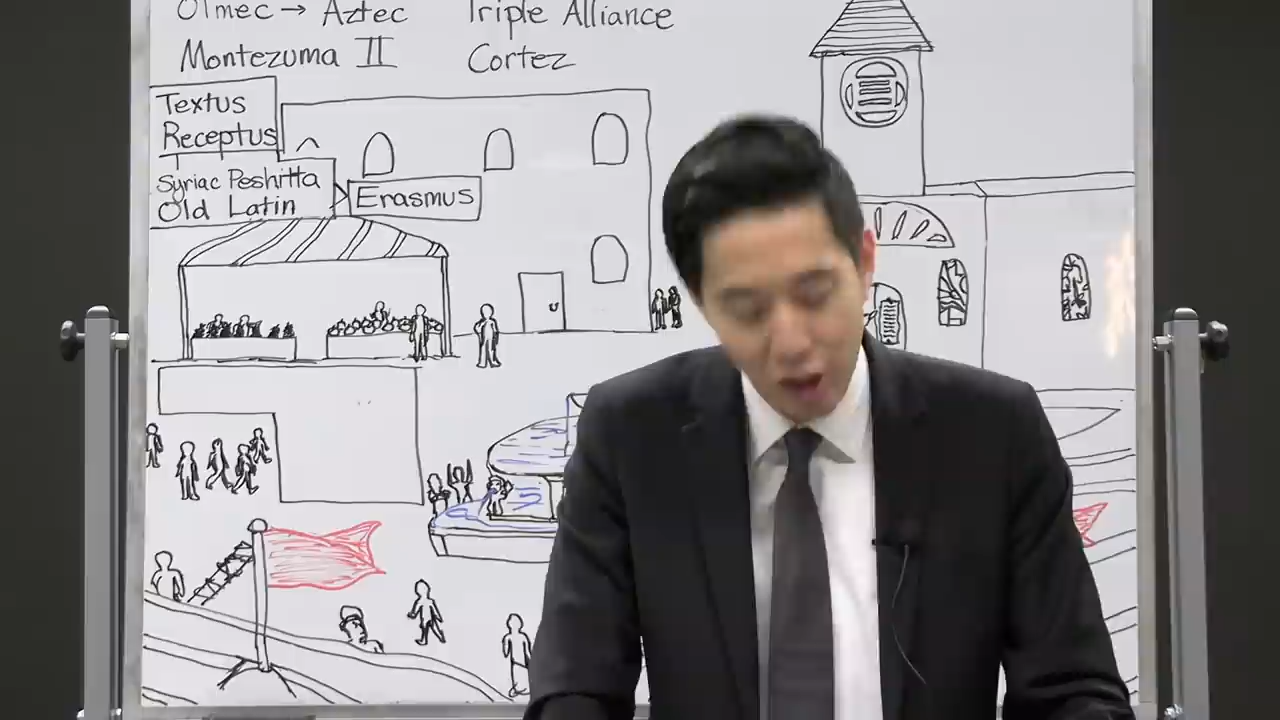 Olmec → Aztec Triple Alliance
Montezuma II Cortez
Textus
Receptus
Syriac Peshitta
Old Latin
Erasmus